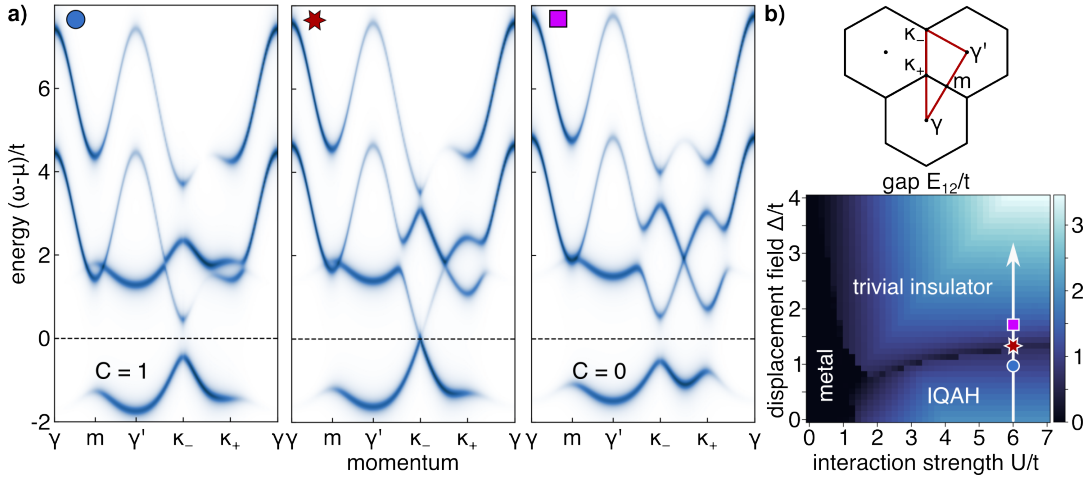 a)
energy (ω-μ)/t
6
4
2
0
-2
C = 1
C = 0
γ m γ' κ₋ κ₊ γ
γ m γ' κ₋ κ₊ γ
γ m γ' κ₋ κ₊ γ
momentum
b)
κ₋
γ'
κ₊
m
γ
gap E₁₂/t
displacement field Δ/t
4
3
2
1
0
trivial insulator
metal
IQAH
0 1 2 3 4 5 6 7
interaction strength U/t
3
2
1
0